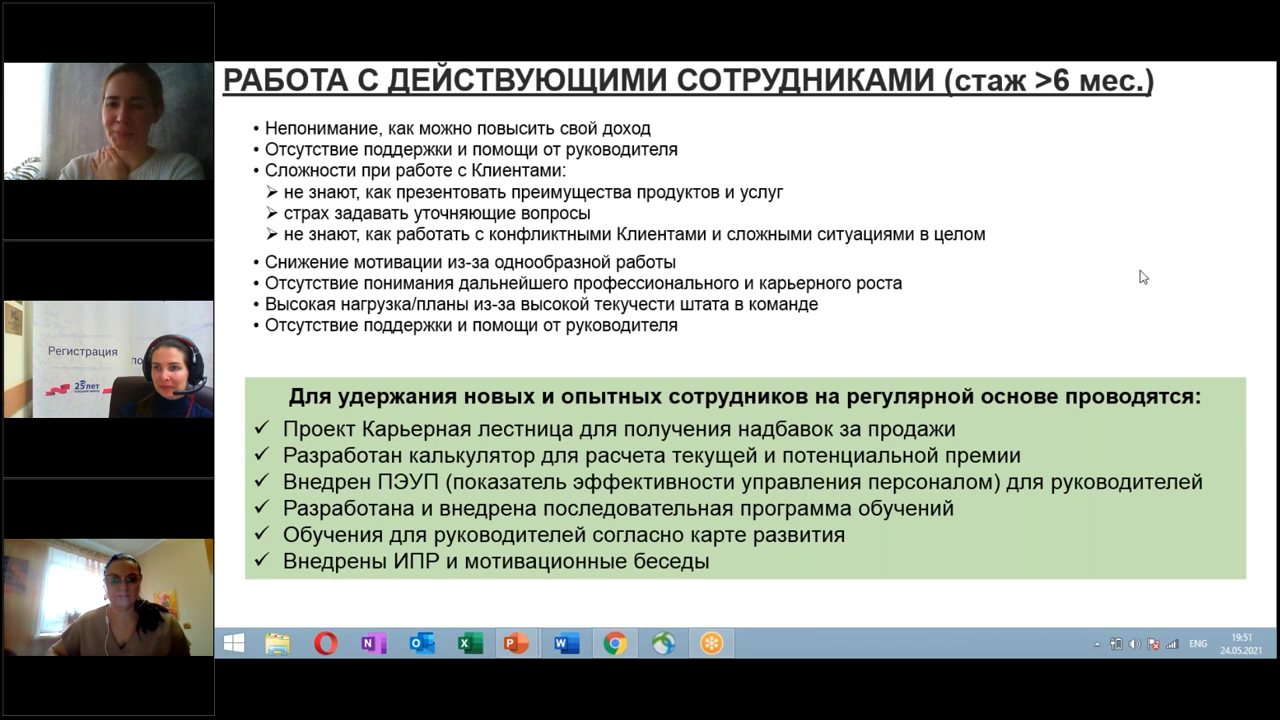 РАБОТА С ДЕЙСТВУЮЩИМИ СОТРУДНИКАМИ (стаж >6 мес.)
• Непонимание, как можно повысить свой доход
• Отсутствие поддержки и помощи от руководителя
• Сложности при работе с Клиентами:
➢ не знают, как презентовать преимущества продуктов и услуг
➢ страх задавать уточняющие вопросы
➢ не знают, как работать с конфликтными Клиентами и сложными ситуациями в целом
• Снижение мотивации из-за однообразной работы
• Отсутствие понимания дальнейшего профессионального и карьерного роста
• Высокая нагрузка/планы из-за высокой текучести штата в команде
• Отсутствие поддержки и помощи от руководителя
Для удержания новых и опытных сотрудников на регулярной основе проводятся:
✓ Проект Карьерная лестница для получения надбавок за продажи
✓ Разработан калькулятор для расчета текущей и потенциальной премии
✓ Внедрен ПЭУП (показатель эффективности управления персоналом) для руководителей
✓ Разработана и внедрена последовательная программа обучений
✓ Обучения для руководителей согласно карте развития
✓ Внедрены ИПР и мотивационные беседы
Регистрация
25 лет
ENG
19:51
24.05.2021